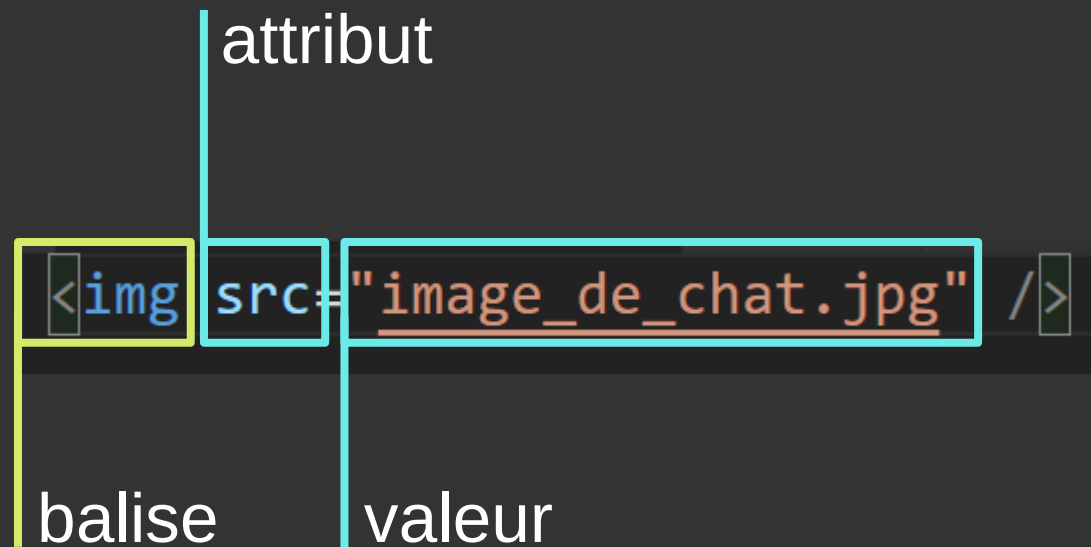 attribut
<img src="image_de_chat.jpg" />
balise valeur